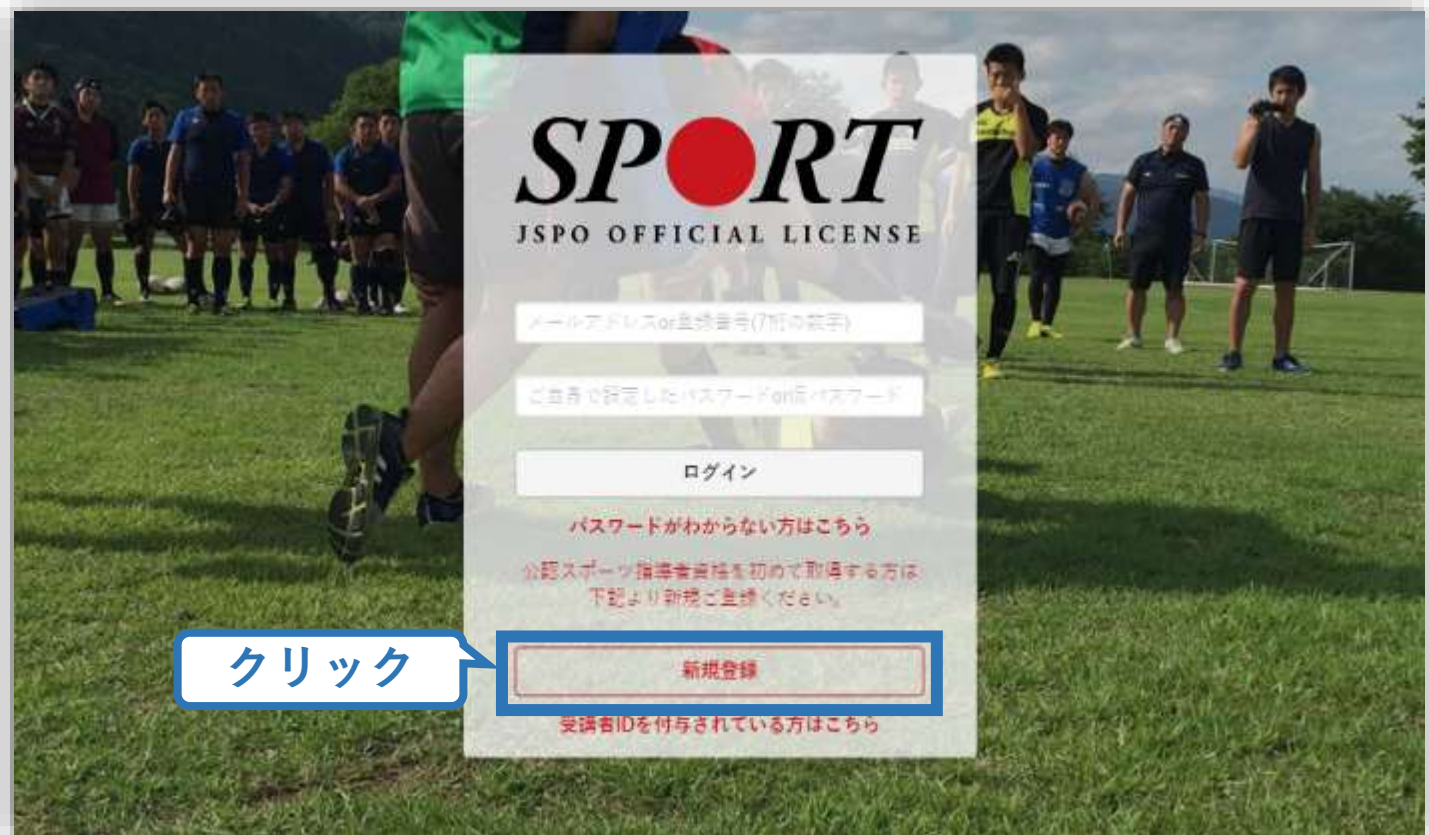 SPORT
JSPO OFFICIAL LICENSE
メールアドレスor登録番号(7桁の数字)
ご自身で設定したパスワードor仮パスワード
ログイン
パスワードがわからない方はこちら
公認スポーツ指導者資格を初めて取得する方は
下記より新規ご登録ください。
クリック
新規登録
受講者IDを付与されている方はこちら